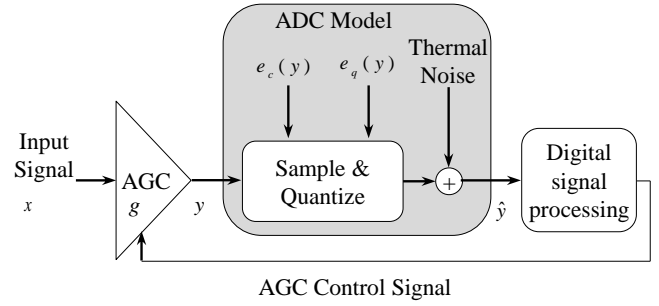 ADC Model
e_c(y)
e_q(y)
Thermal
Noise
Input
Signal
x
AGC
g
y
Sample &
Quantize
+
ŷ
Digital
signal
processing
AGC Control Signal